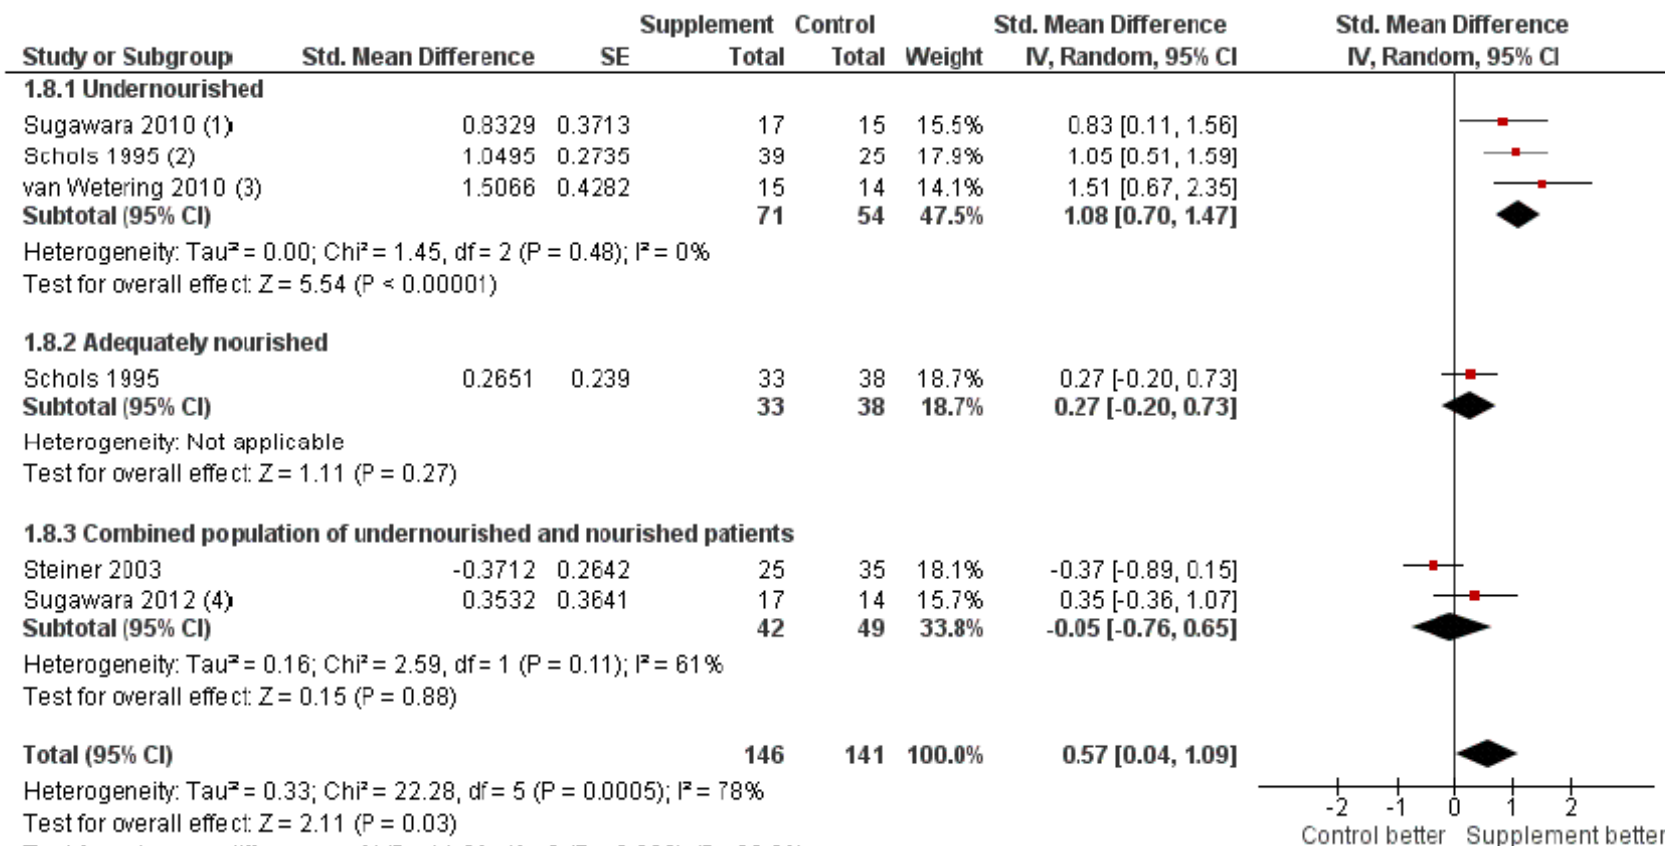 Supplement Control Std. Mean Difference Std. Mean Difference
Study or Subgroup Std. Mean Difference SE Total Total Weight IV, Random, 95% CI IV, Random, 95% CI
1.8.1 Undernourished
Sugawara 2010 (1) 0.8329 0.3713 17 15 15.5% 0.83 [0.11, 1.56]
Schols 1995 (2) 1.0495 0.2735 39 25 17.9% 1.05 [0.51, 1.59]
van Wetering 2010 (3) 1.5066 0.4282 15 14 14.1% 1.51 [0.67, 2.35]
Subtotal (95% CI) 71 54 47.5% 1.08 [0.70, 1.47]
Heterogeneity: Tau² = 0.00; Chi² = 1.45, df = 2 (P = 0.48); I² = 0%
Test for overall effect: Z = 5.54 (P < 0.00001)
1.8.2 Adequately nourished
Schols 1995 0.2651 0.239 33 38 18.7% 0.27 [-0.20, 0.73]
Subtotal (95% CI) 33 38 18.7% 0.27 [-0.20, 0.73]
Heterogeneity: Not applicable
Test for overall effect: Z = 1.11 (P = 0.27)
1.8.3 Combined population of undernourished and nourished patients
Steiner 2003 -0.3712 0.2642 25 35 18.1% -0.37 [-0.89, 0.15]
Sugawara 2012 (4) 0.3532 0.3641 17 14 15.7% 0.35 [-0.36, 1.07]
Subtotal (95% CI) 42 49 33.8% -0.05 [-0.76, 0.65]
Heterogeneity: Tau² = 0.16; Chi² = 2.59, df = 1 (P = 0.11); I² = 61%
Test for overall effect: Z = 0.15 (P = 0.88)
Total (95% CI) 146 141 100.0% 0.57 [0.04, 1.09]
Heterogeneity: Tau² = 0.33; Chi² = 22.28, df = 5 (P = 0.0005); I² = 78%
Test for overall effect: Z = 2.11 (P = 0.03)
-2 -1 0 1 2
Control better Supplement better